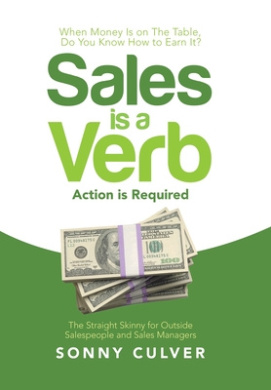 When Money Is on The Table,
Do You Know How to Earn It?
Sales
is a
Verb
Action is Required
The Straight Skinny for Outside
Salespeople and Sales Managers
SONNY CULVER